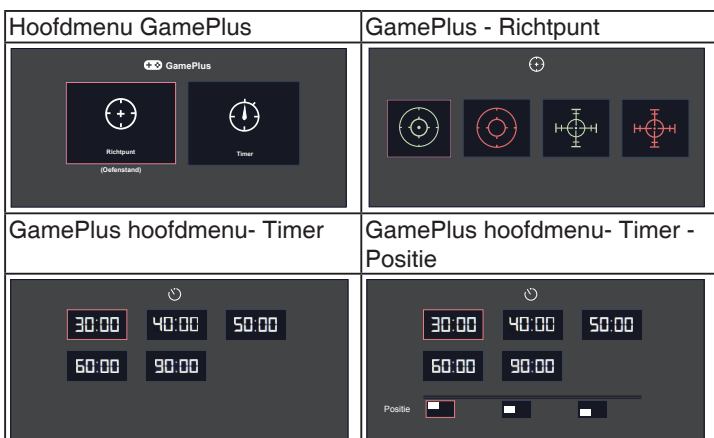 Hoofdmenu GamePlus
GamePlus - Richtpunt
GamePlus
Richtpunt
Timer
(Oefenstand)
GamePlus hoofdmenu- Timer
GamePlus hoofdmenu- Timer -
Positie
30:00 40:00 50:00
60:00 90:00
30:00 40:00 50:00
60:00 90:00
Positie